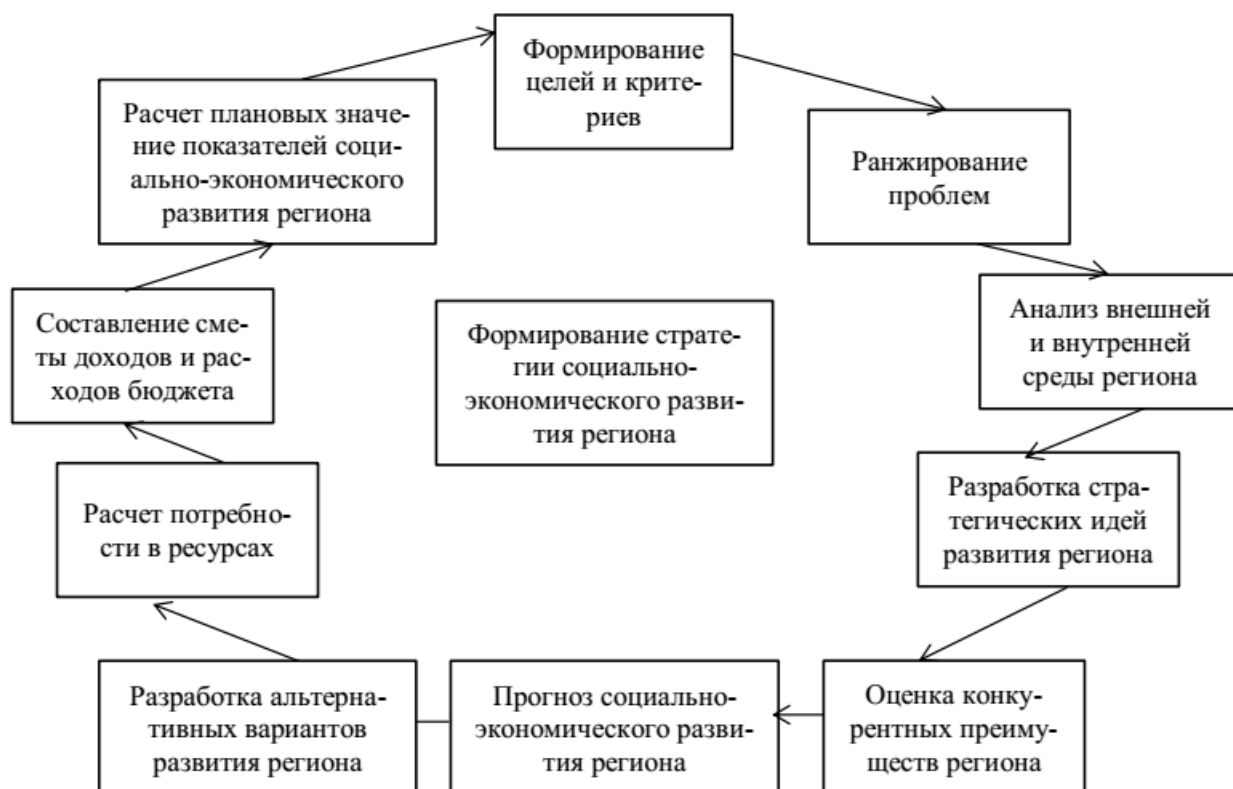 Формирование
целей и крите-
риев
Расчет плановых значе-
ние показателей соци-
ально-экономического
развития региона
Ранжирование
проблем
Составление сме-
ты доходов и рас-
ходов бюджета
Формирование страте-
гии социально-
экономического разви-
тия региона
Анализ внешней
и внутренней
среды региона
Расчет потребно-
сти в ресурсах
Разработка стра-
тегических идей
развития региона
Разработка альтерна-
тивных вариантов
развития региона
Прогноз социально-
экономического разви-
тия региона
Оценка конку-
рентных преиму-
ществ региона